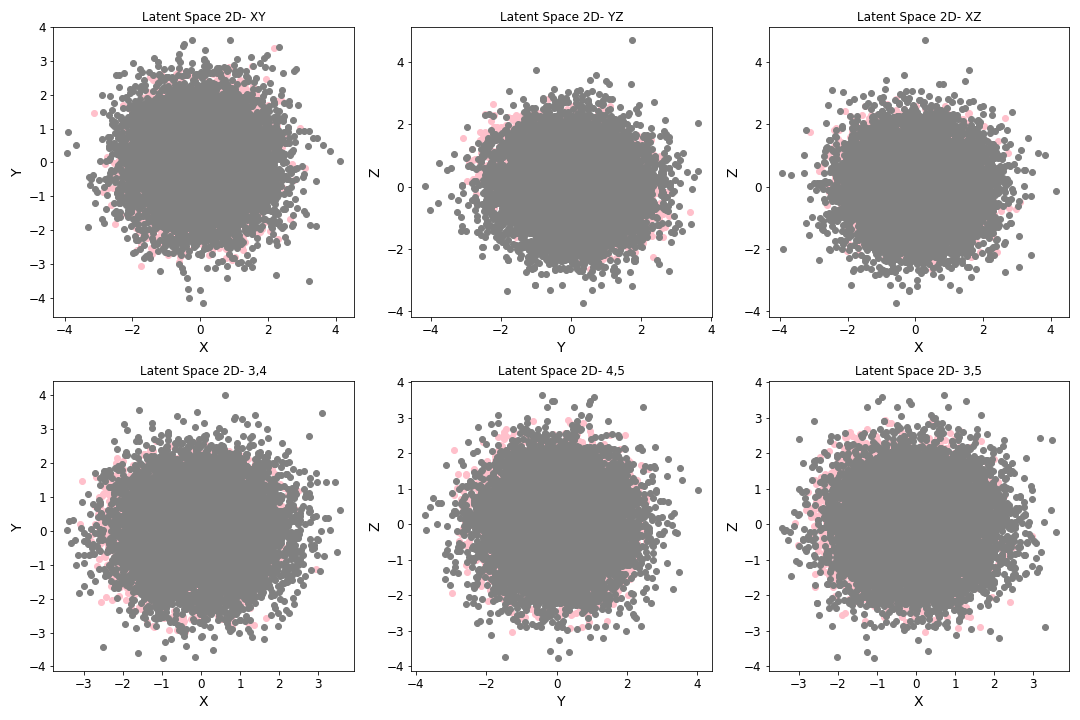 Latent Space 2D- XY
Latent Space 2D- YZ
Latent Space 2D- XZ
4
3
2
1
0
−1
−2
−3
−4
Y
−4 −2 0 2 4
X
4
2
0
−2
−4
Z
−4 −2 0 2 4
Y
4
2
0
−2
−4
Z
−4 −2 0 2 4
X
Latent Space 2D- 3,4
Latent Space 2D- 4,5
Latent Space 2D- 3,5
4
3
2
1
0
−1
−2
−3
−4
Y
−3 −2 −1 0 1 2 3
X
4
3
2
1
0
−1
−2
−3
−4
Z
−4 −2 0 2 4
Y
4
3
2
1
0
−1
−2
−3
−4
Z
−3 −2 −1 0 1 2 3
X